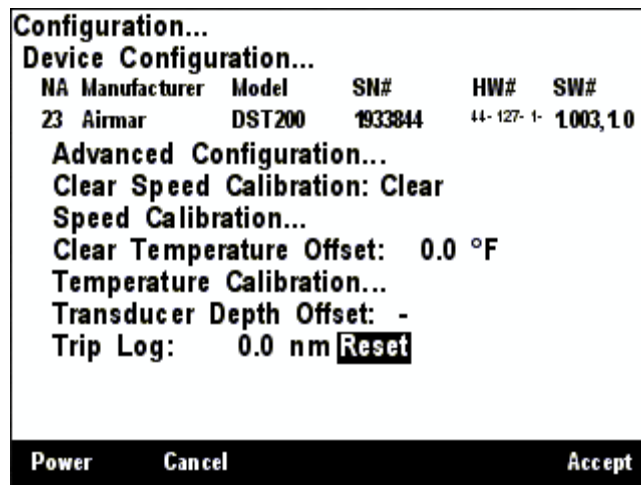 Configuration...
Device Configuration...
NA Manufacturer Model SN# HW# SW#
23 Airmar DST200 1933844 44-127-1- 1.003,1.0
Advanced Configuration...
Clear Speed Calibration: Clear
Speed Calibration...
Clear Temperature Offset: 0.0 °F
Temperature Calibration...
Transducer Depth Offset: -
Trip Log: 0.0 nm Reset
Power Cancel Accept